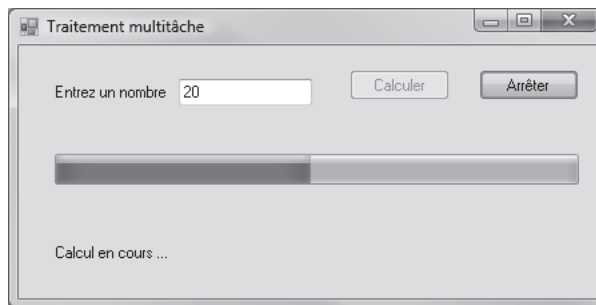 Traitement multitâche
Entrez un nombre 20 Calculer Arrêter
Calcul en cours ...